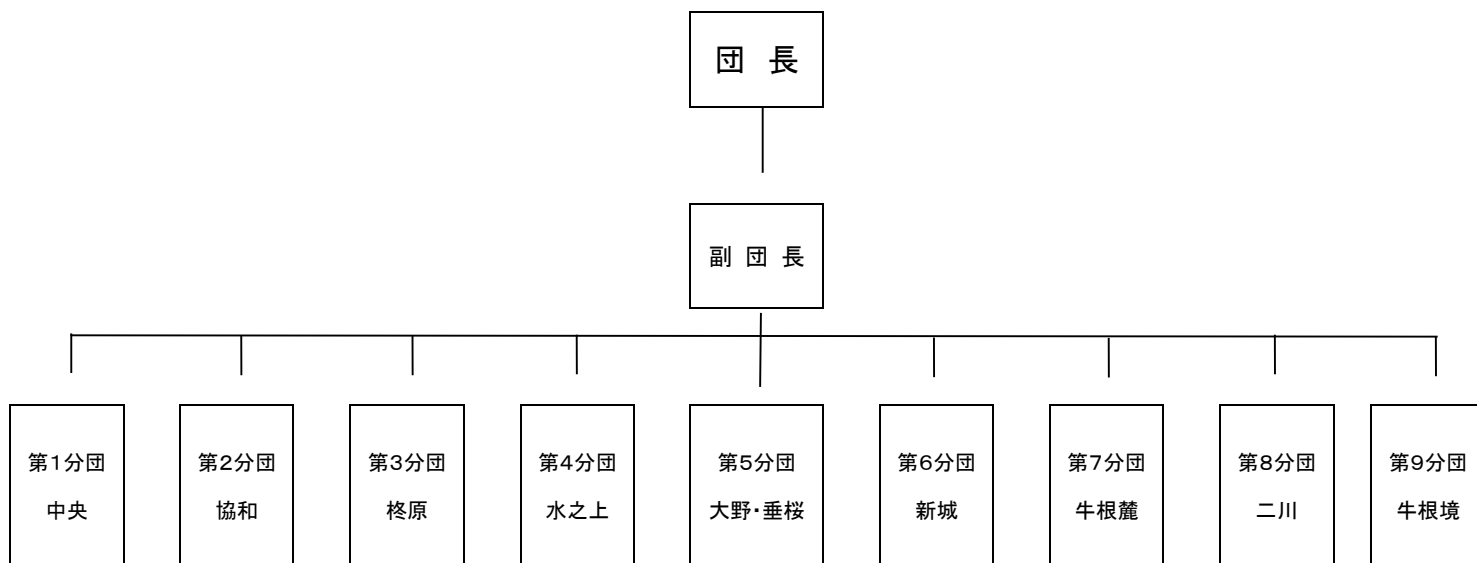 団 長
副 団 長
第1分団
中央
第2分団
協和
第3分団
柊原
第4分団
水之上
第5分団
大野・垂桜
第6分団
新城
第7分団
牛根麓
第8分団
二川
第9分団
牛根境